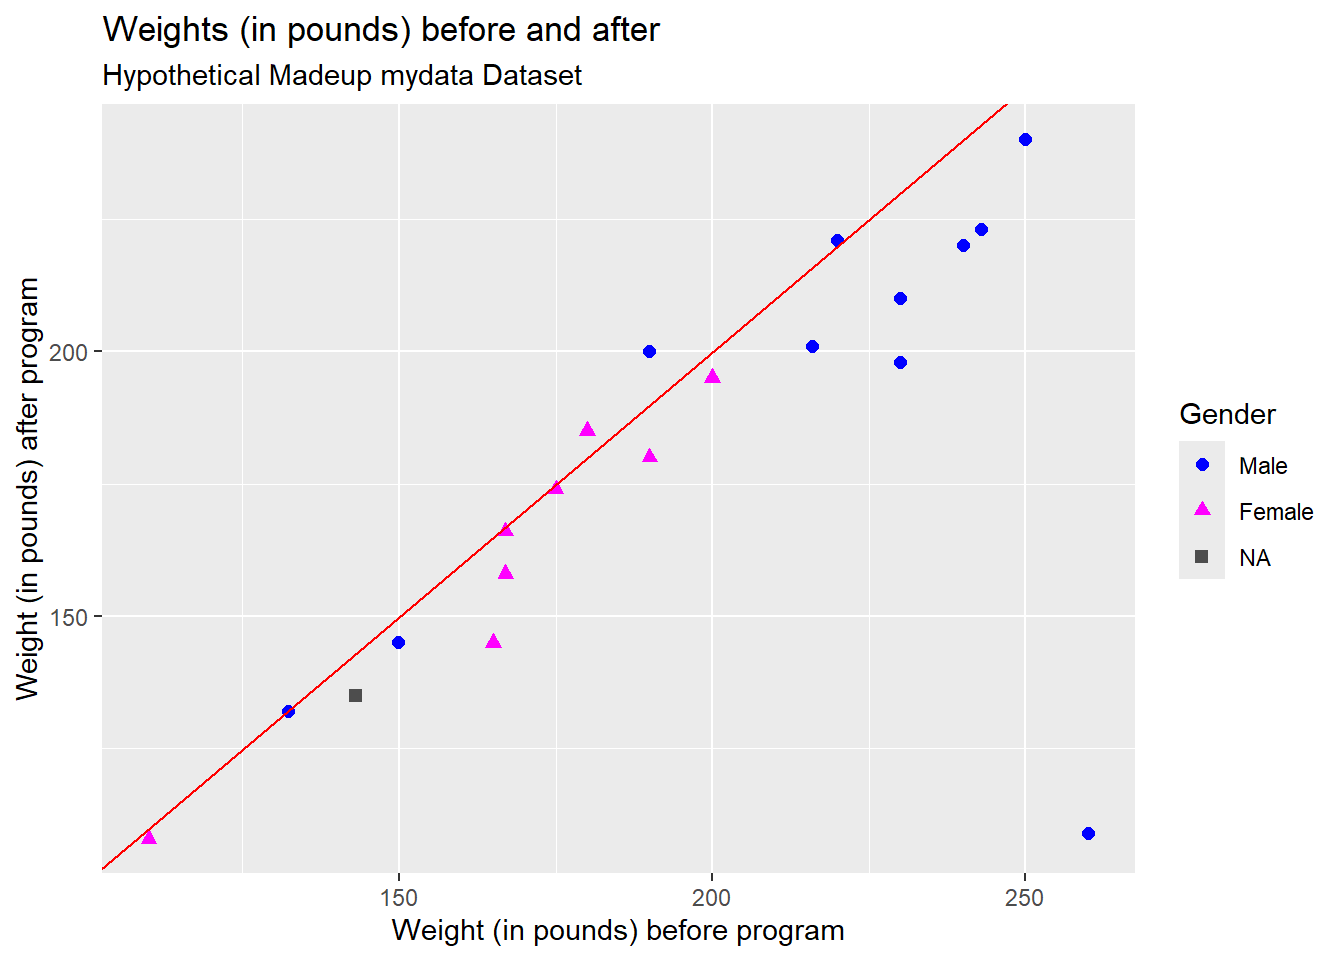 Weights (in pounds) before and after
Hypothetical Madeup mydata Dataset
Weight (in pounds) after program
200
150
150
200
250
Weight (in pounds) before program
Gender
Male
Female
NA